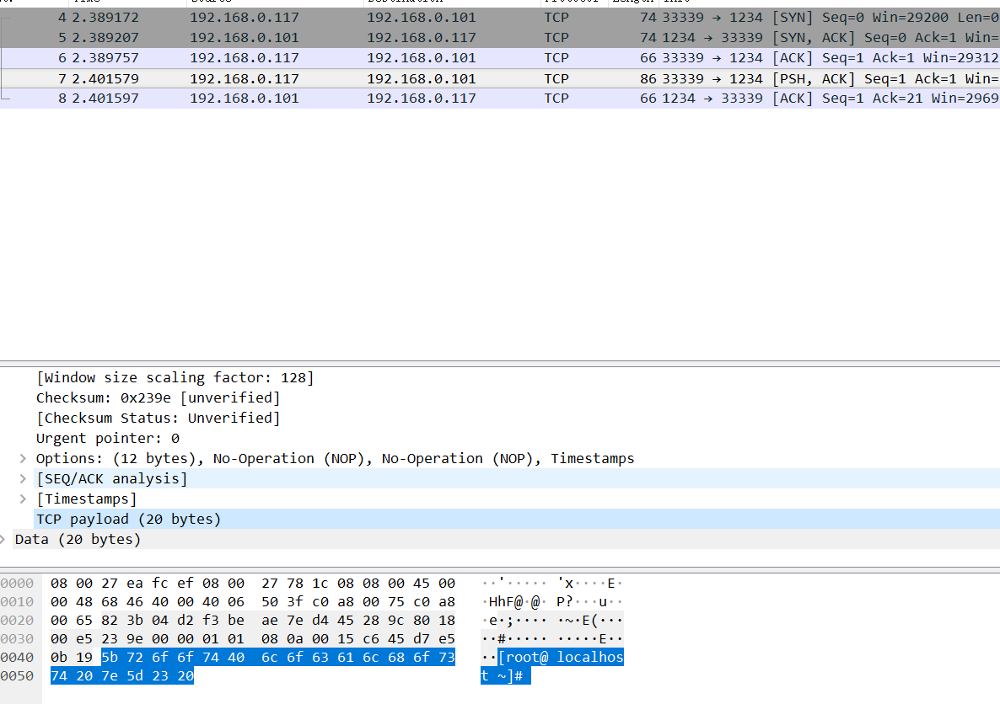 4 2.389172 192.168.0.117 192.168.0.101 TCP 74 33339 → 1234 [SYN] Seq=0 Win=29200 Len=0
5 2.389207 192.168.0.101 192.168.0.117 TCP 74 1234 → 33339 [SYN, ACK] Seq=0 Ack=1 Win=
6 2.389757 192.168.0.117 192.168.0.101 TCP 66 33339 → 1234 [ACK] Seq=1 Ack=1 Win=29312
7 2.401579 192.168.0.117 192.168.0.101 TCP 86 33339 → 1234 [PSH, ACK] Seq=1 Ack=1 Win=
8 2.401597 192.168.0.101 192.168.0.117 TCP 66 1234 → 33339 [ACK] Seq=1 Ack=21 Win=2969
[Window size scaling factor: 128]
Checksum: 0x239e [unverified]
[Checksum Status: Unverified]
Urgent pointer: 0
Options: (12 bytes), No-Operation (NOP), No-Operation (NOP), Timestamps
[SEQ/ACK analysis]
[Timestamps]
TCP payload (20 bytes)
Data (20 bytes)
0000 08 00 27 ea fc ef 08 00 27 78 1c 08 08 00 45 00 ··'····· 'x····E·
0010 00 48 68 46 40 00 40 06 50 3f c0 a8 00 75 c0 a8 ·HhF@·@· P?···u··
0020 00 65 82 3b 04 d2 f3 be ae 7e d4 45 28 9c 80 18 ·e·;···· ·~·E(···
0030 00 e5 23 9e 00 00 01 01 08 0a 00 15 c6 45 d7 e5 ··#····· ·····E··
0040 0b 19 5b 72 6f 6f 74 40 6c 6f 63 61 6c 68 6f 73 ··[root@ localhos
0050 74 20 7e 5d 23 20 t ~]#